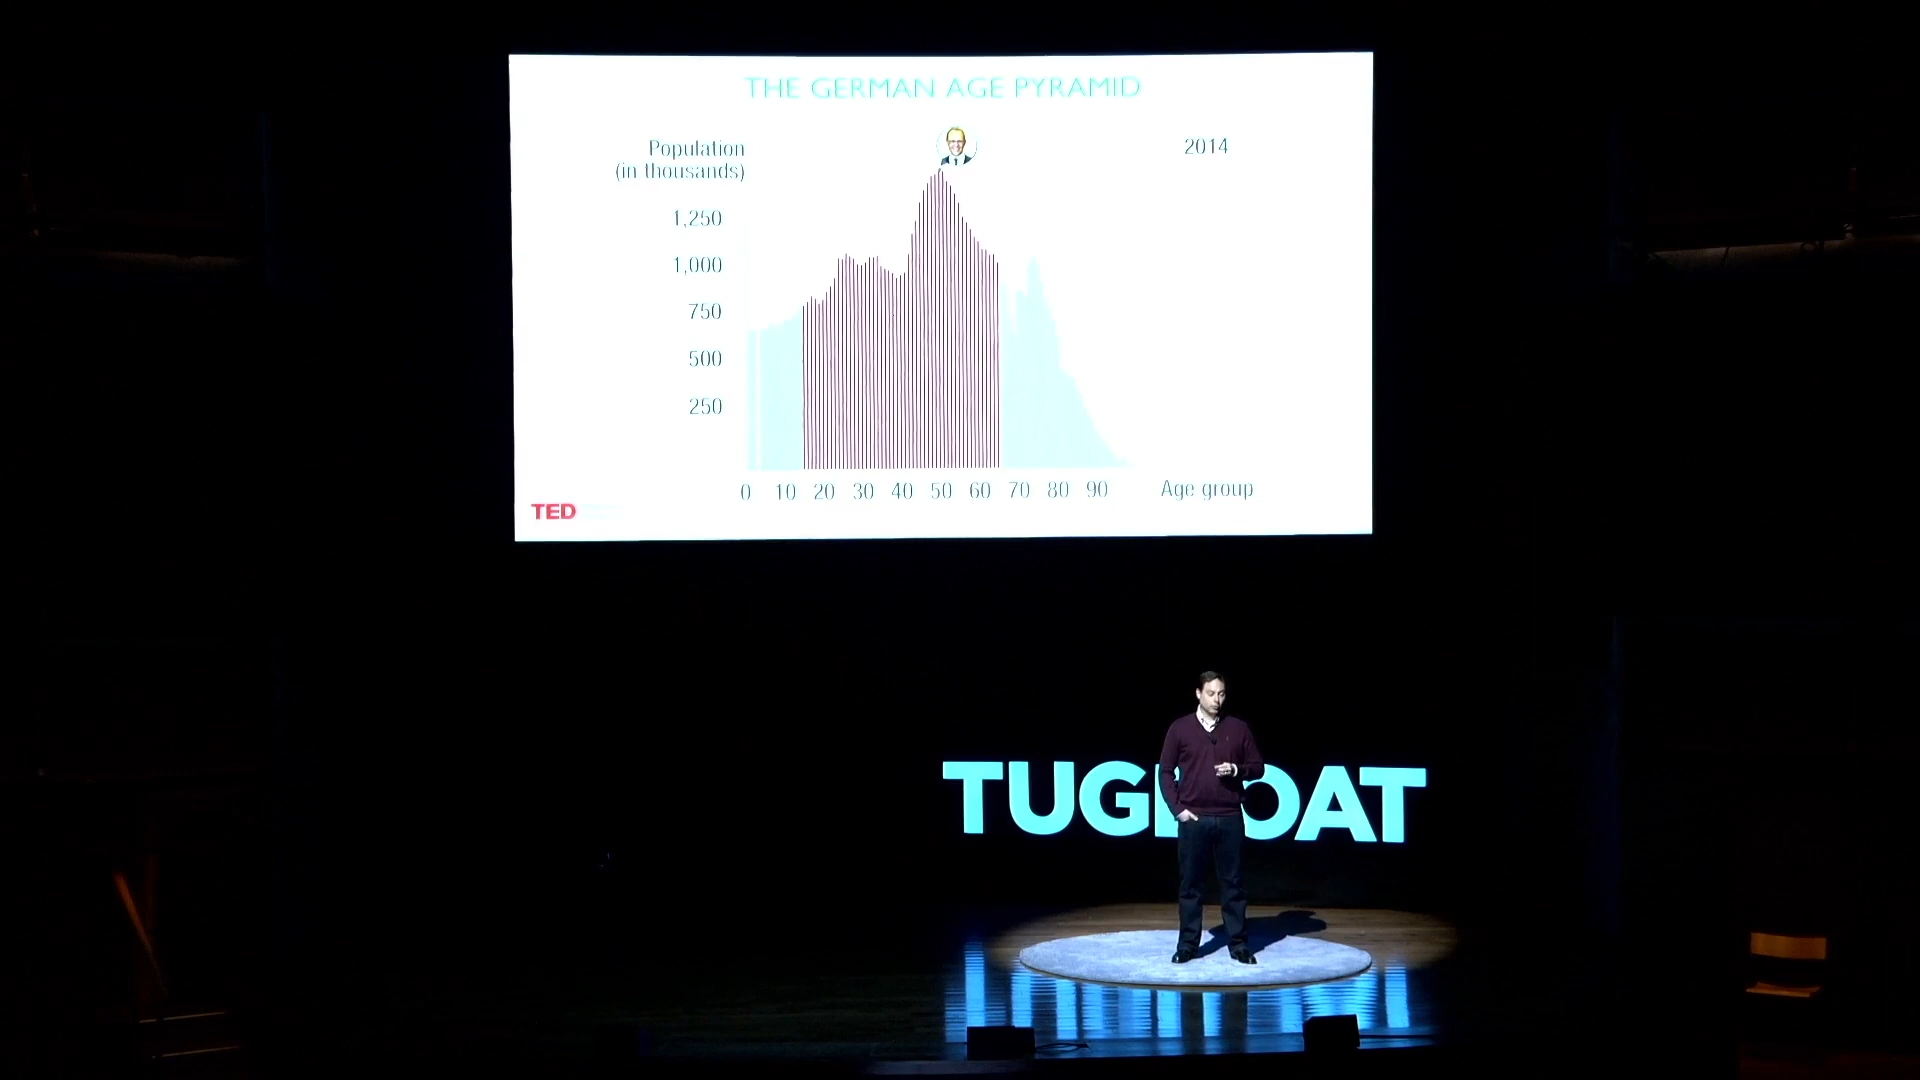 THE GERMAN AGE PYRAMID
Population
(in thousands)
2014
1,250
1,000
750
500
250
0 10 20 30 40 50 60 70 80 90 Age group
TED
TUG OAT